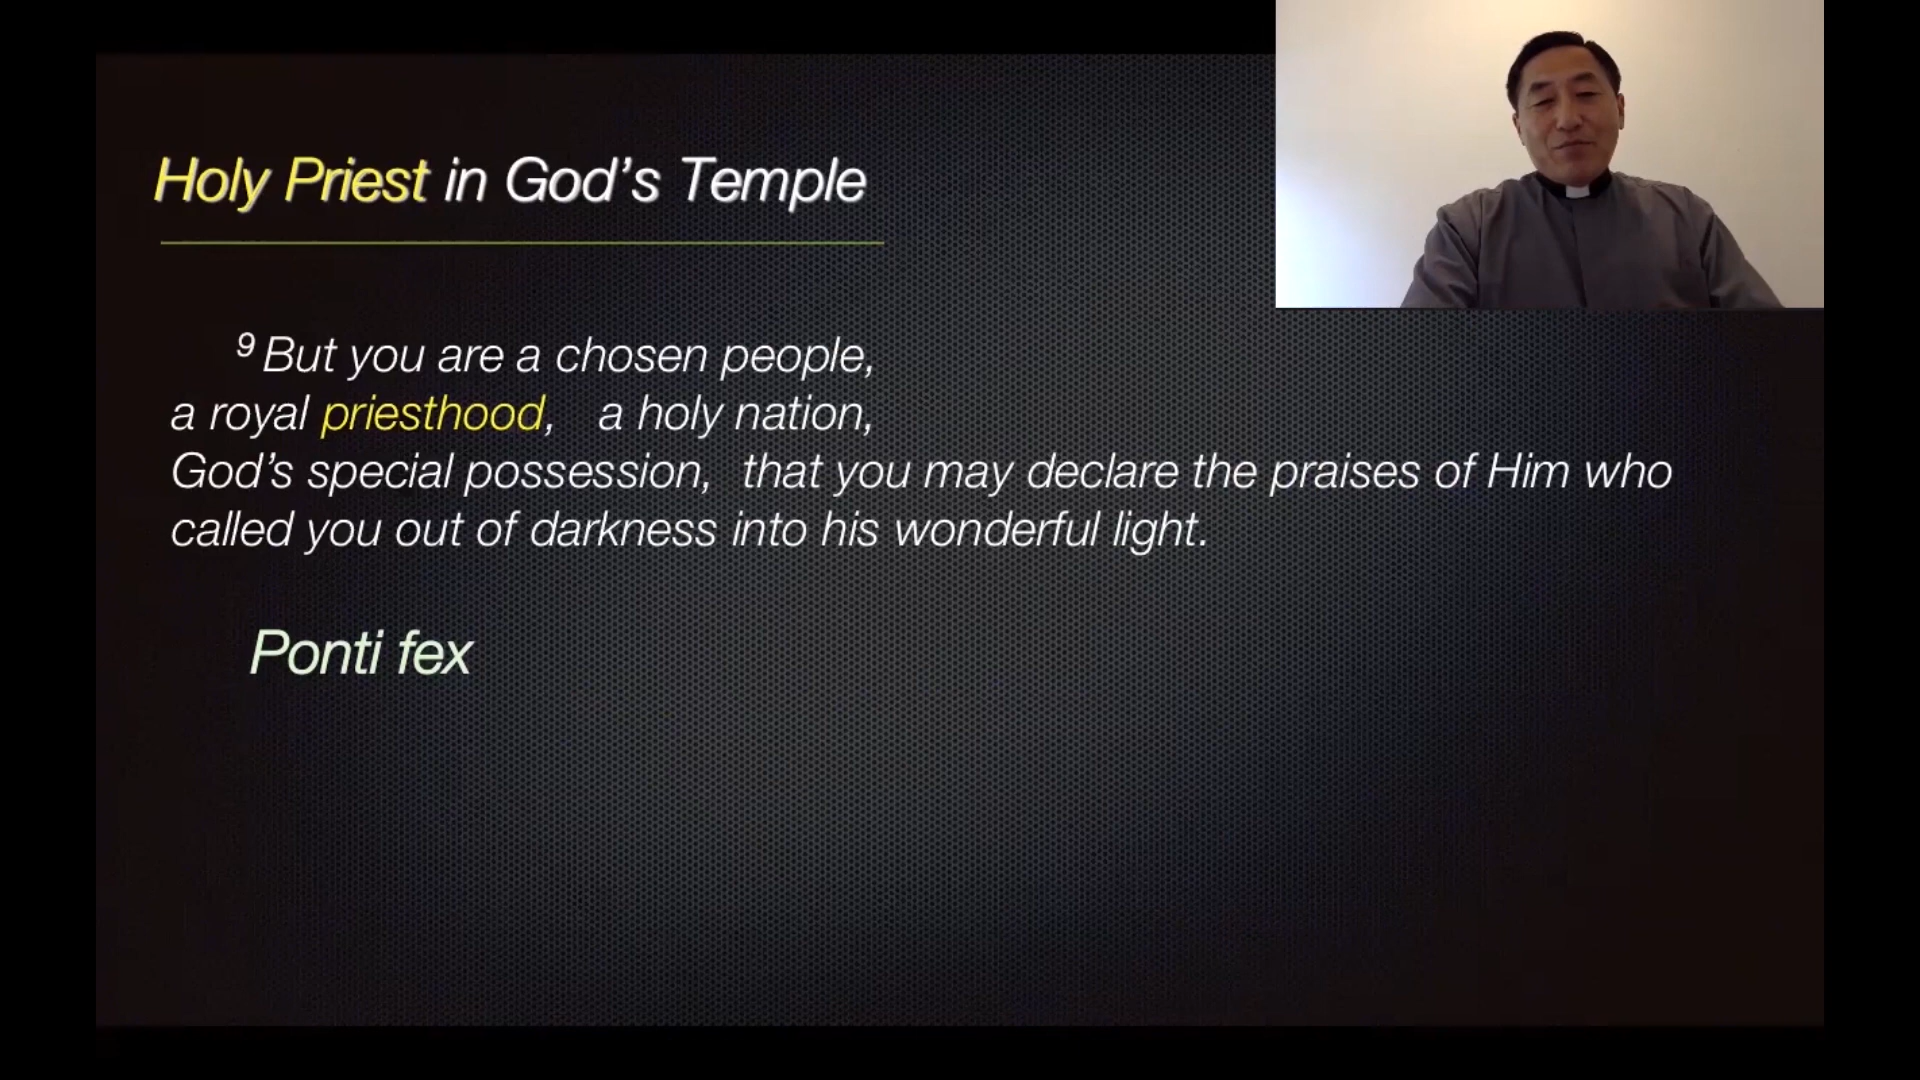 Holy Priest in God’s Temple
9 But you are a chosen people,
a royal priesthood, a holy nation,
God’s special possession, that you may declare the praises of Him who
called you out of darkness into his wonderful light.
Ponti fex